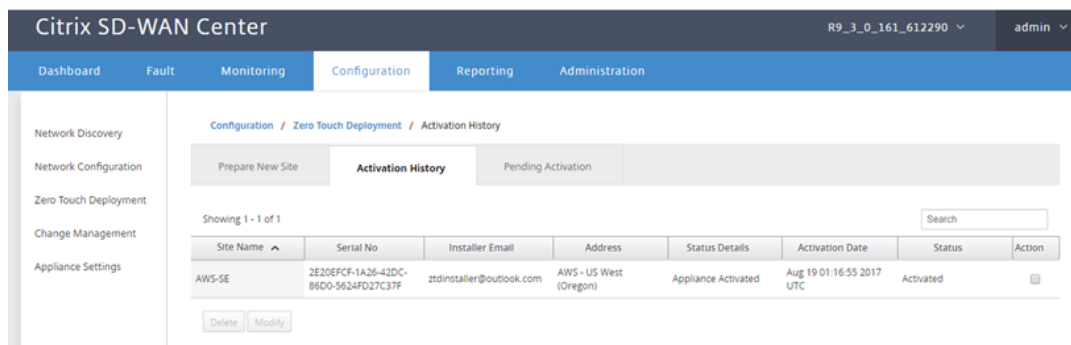 Citrix SD-WAN Center
R9_3_0_161_612290
admin
Dashboard Fault Monitoring Configuration Reporting Administration
Network Discovery
Network Configuration
Zero Touch Deployment
Change Management
Appliance Settings
Configuration / Zero Touch Deployment / Activation History
Prepare New Site Activation History Pending Activation
Showing 1 - 1 of 1
Search
Site Name Serial No Installer Email Address Status Details Activation Date Status Action
AWS-SE 2E20EFCF-1A26-42DC- ztdinstaller@outlook.com AWS - US West Appliance Activated Aug 19 01:16:55 2017 Activated
86D0-5624FD27C37F (Oregon) UTC
Delete Modify